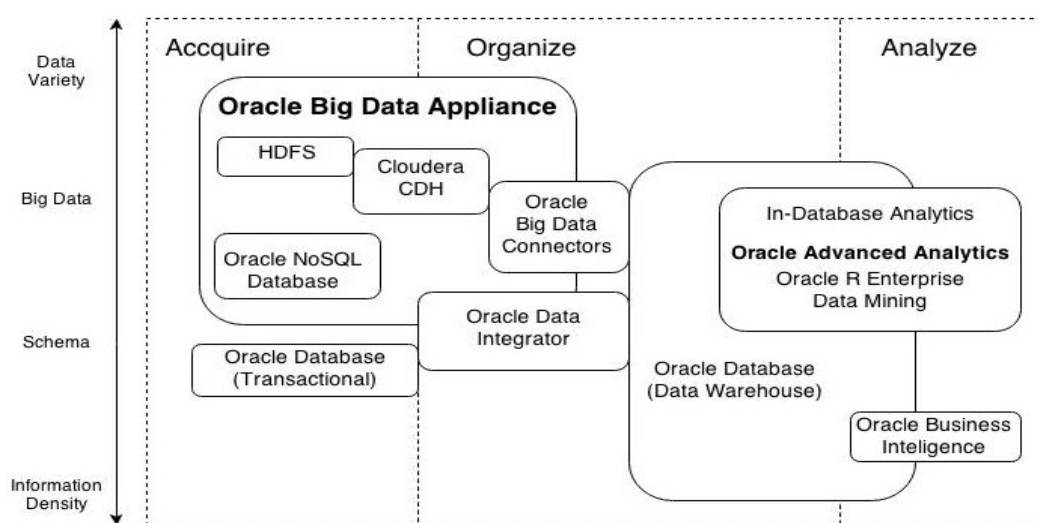 Accquire
Organize
Analyze
Data
Variety
Big Data
Schema
Information
Density
Oracle Big Data Appliance
HDFS
Cloudera
CDH
Oracle
Big Data
Connectors
Oracle NoSQL
Database
Oracle Data
Integrator
Oracle Database
(Transactional)
In-Database Analytics
Oracle Advanced Analytics
Oracle R Enterprise
Data Mining
Oracle Database
(Data Warehouse)
Oracle Business
Inteligence